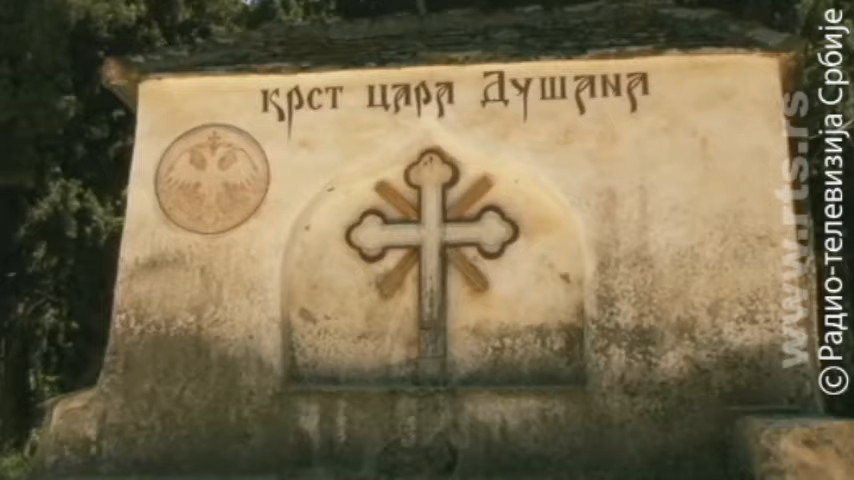 крст цара Душана
www.rts.rs
©Радио-телевизија Србије